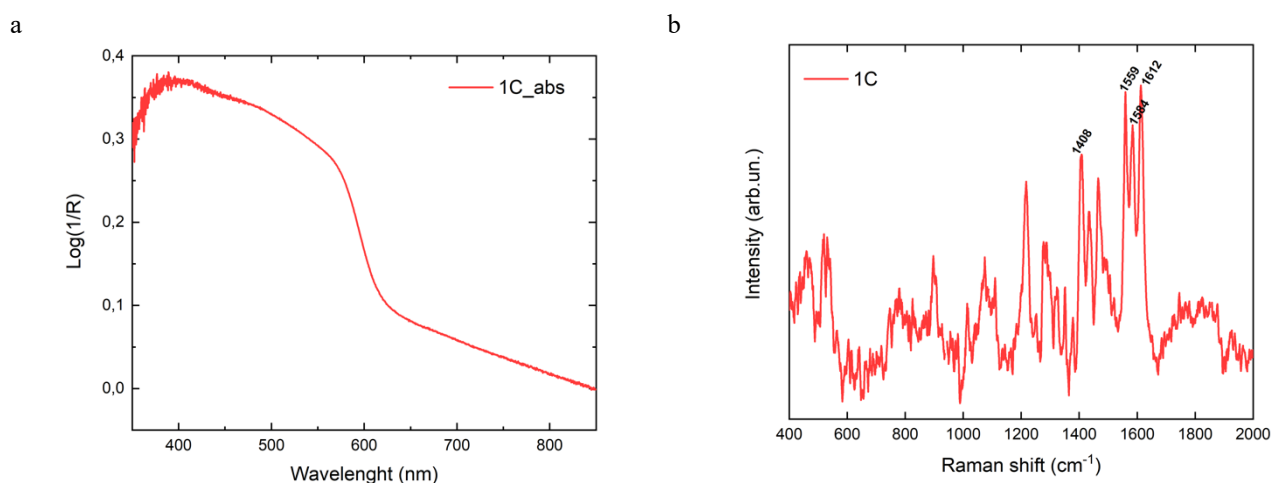 a
0,4
0,3
0,2
0,1
0,0
Log(1/R)
1C_abs
400
500
600
700
800
Wavelenght (nm)
b
Intensity (arb.un.)
1C
1408
1559
1584
1612
400
600
800
1000
1200
1400
1600
1800
2000
Raman shift (cm⁻¹)